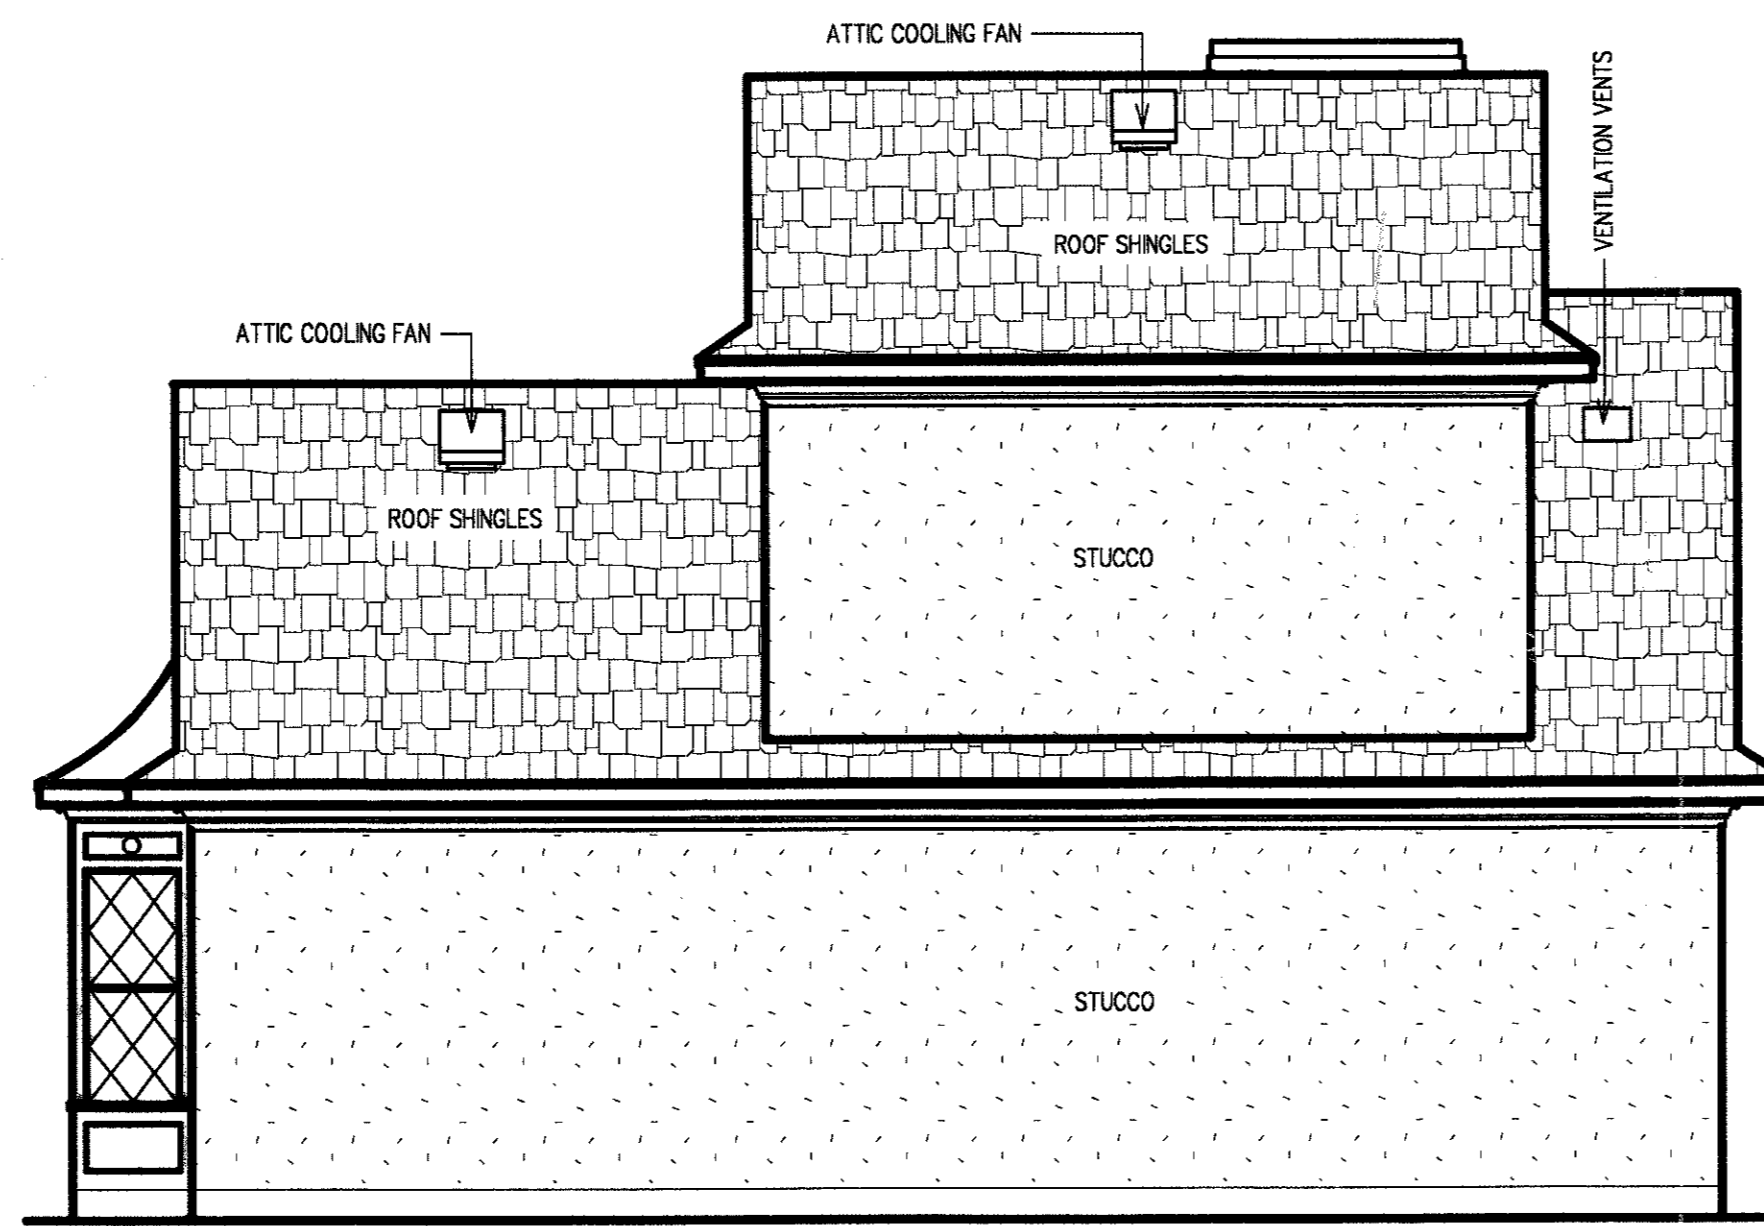 ATTIC COOLING FAN
VENTILATION VENTS
ROOF SHINGLES
ATTIC COOLING FAN
ROOF SHINGLES
STUCCO
STUCCO